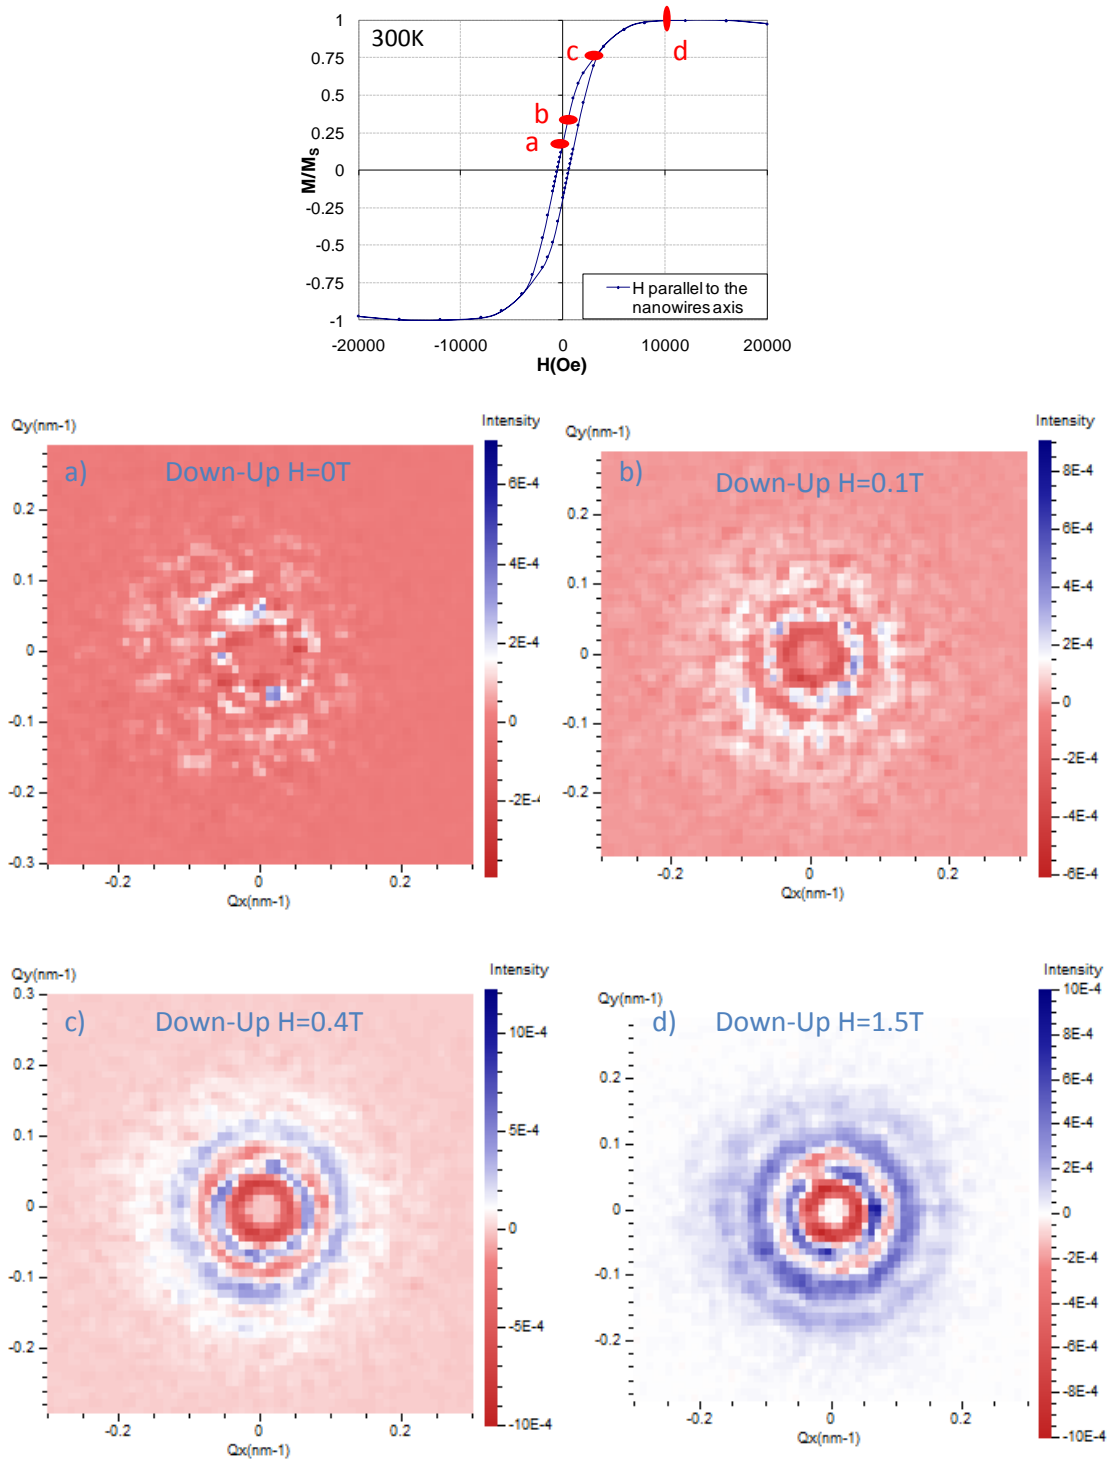 300K
1
0.75
0.5
0.25
0
-0.25
-0.5
-0.75
-1
M/MS
a
b
c
d
H parallel to the
nanowires axis
-20000 -10000 0 10000 20000
H(Oe)
Qy(nm-1)
Intensity
a) Down-Up H=0T
0.2
0.1
0
-0.1
-0.2
-0.3
-0.2 0 0.2
Qx(nm-1)
6E-4
4E-4
2E-4
0
-2E-4
Qy(nm-1)
Intensity
b) Down-Up H=0.1T
0.2
0.1
0
-0.1
-0.2
-0.2 0 0.2
Qx(nm-1)
8E-4
6E-4
4E-4
2E-4
0
-2E-4
-4E-4
-6E-4
Qy(nm-1)
Intensity
c) Down-Up H=0.4T
0.3
0.2
0.1
0
-0.1
-0.2
-0.2 0 0.2
Qx(nm-1)
10E-4
5E-4
0
-5E-4
-10E-4
Qy(nm-1)
Intensity
d) Down-Up H=1.5T
0.2
0.1
0
-0.1
-0.2
-0.2 0 0.2
Qx(nm-1)
10E-4
8E-4
6E-4
4E-4
2E-4
0
-2E-4
-4E-4
-6E-4
-8E-4
-10E-4